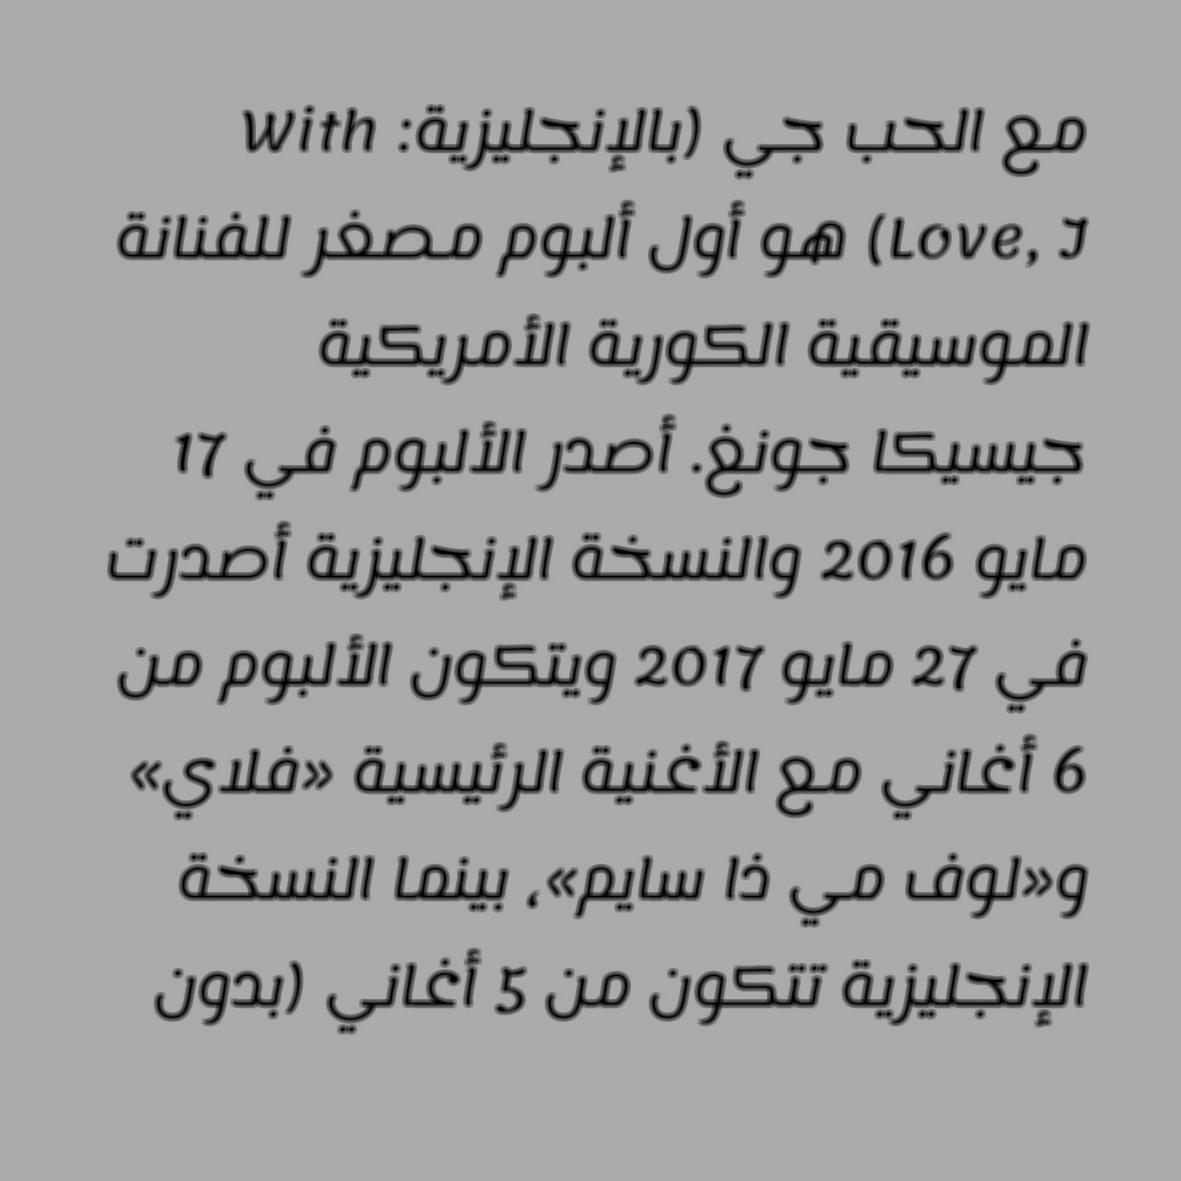 مع الحب جي (بالإنجليزية: With
Love, J) هو أول ألبوم مصغر للفنانة
الموسيقية الكورية الأمريكية
جيسيكا جونغ. أصدر الألبوم في 17
مايو 2016 والنسخة الإنجليزية أصدرت
في 27 مايو 2017 ويتكون الألبوم من
6 أغاني مع الأغنية الرئيسية «فلاي»
و«لوف مي ذا سايم»، بينما النسخة
الإنجليزية تتكون من 5 أغاني (بدون